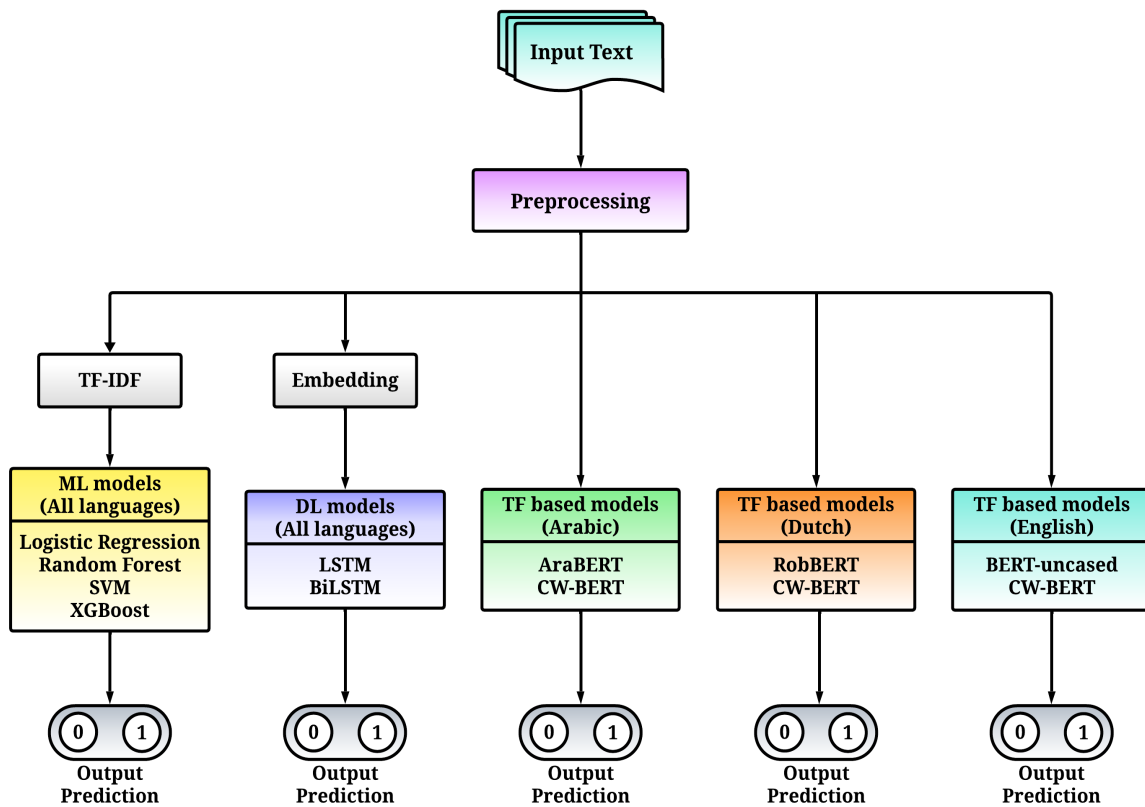 Input Text
Preprocessing
TF-IDF
Embedding
ML models
(All languages)
Logistic Regression
Random Forest
SVM
XGBoost
DL models
(All languages)
LSTM
BiLSTM
TF based models
(Arabic)
AraBERT
CW-BERT
TF based models
(Dutch)
RobBERT
CW-BERT
TF based models
(English)
BERT-uncased
CW-BERT
0 1
Output
Prediction
0 1
Output
Prediction
0 1
Output
Prediction
0 1
Output
Prediction
0 1
Output
Prediction